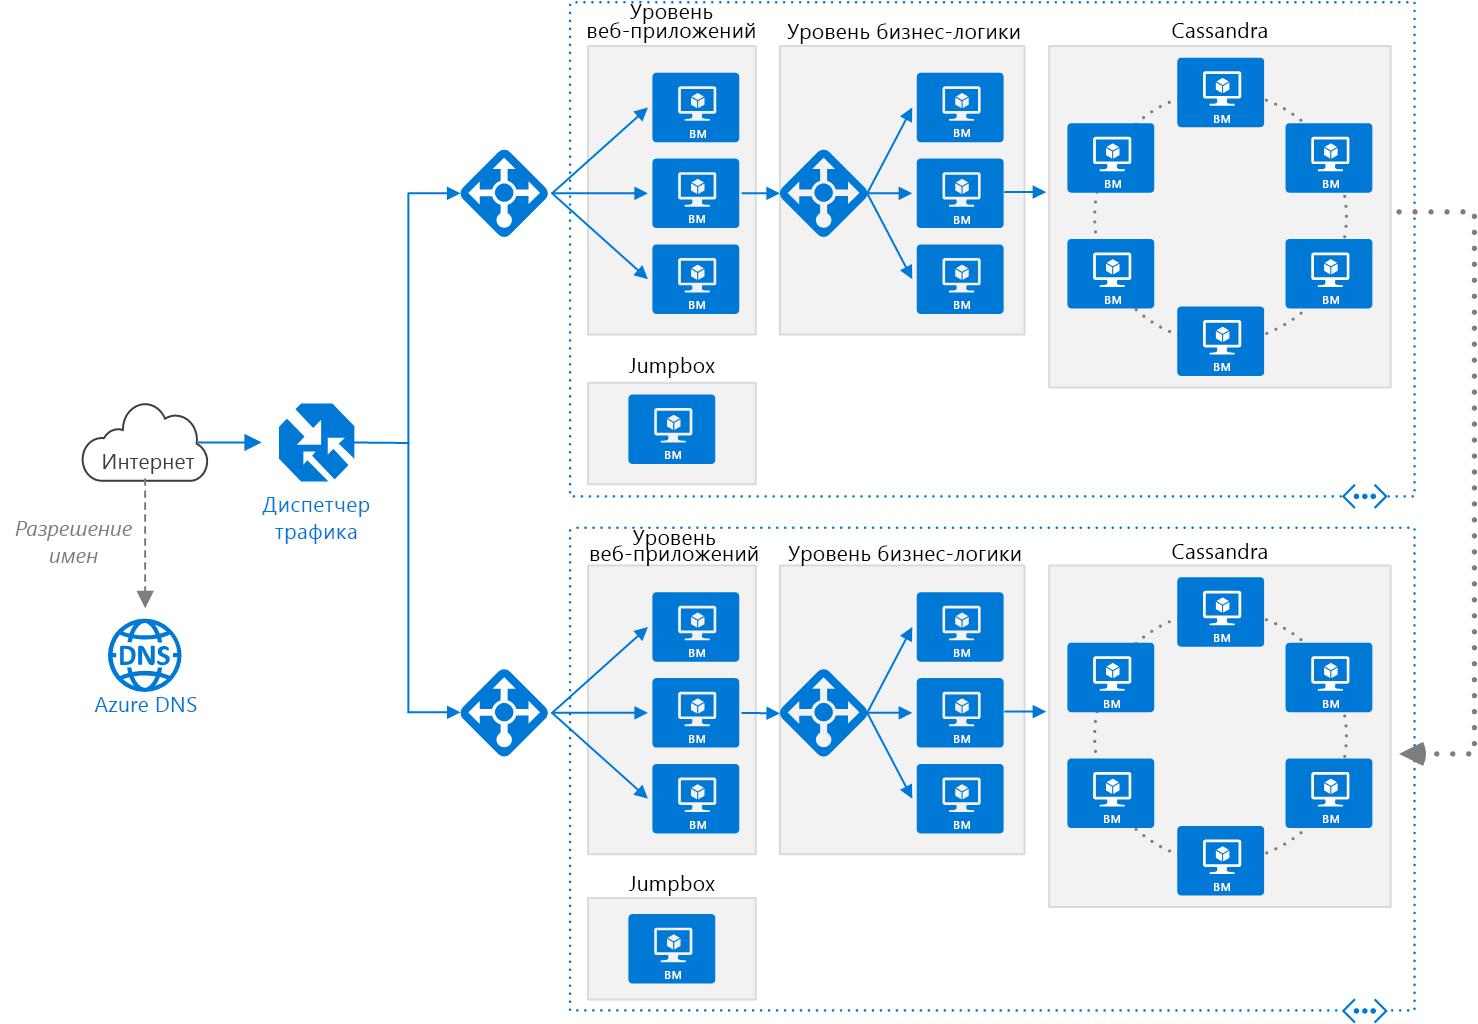 Уровень
веб-приложений
Уровень бизнес-логики
Cassandra
ВМ
ВМ
ВМ
ВМ
ВМ
ВМ
ВМ
ВМ
ВМ
ВМ
ВМ
ВМ
Jumpbox
ВМ
Интернет
Диспетчер
трафика
Разрешение
имен
DNS
Azure DNS
Уровень
веб-приложений
Уровень бизнес-логики
Cassandra
ВМ
ВМ
ВМ
ВМ
ВМ
ВМ
ВМ
ВМ
ВМ
ВМ
ВМ
ВМ
Jumpbox
ВМ